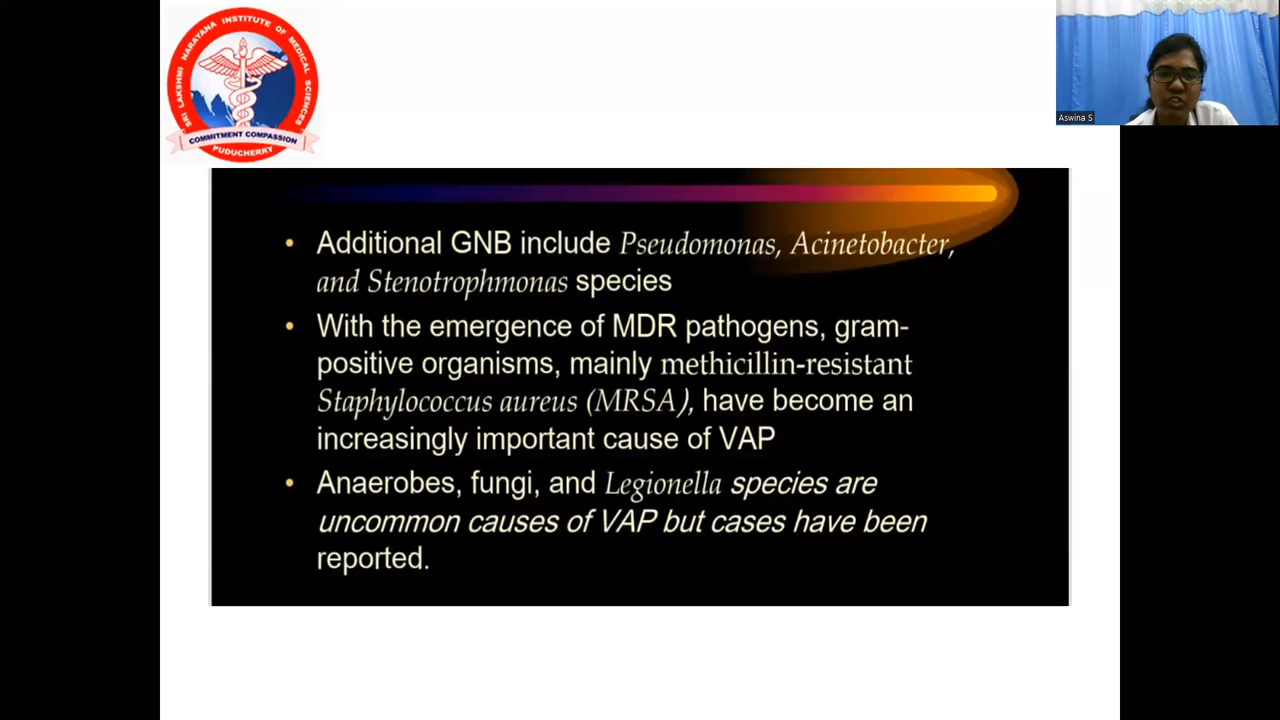 SRI LAKSHMI NARAYANA INSTITUTE OF MEDICAL SCIENCES
COMMITMENT COMPASSION
PUDUCHERRY
Aswina S
• Additional GNB include Pseudomonas, Acinetobacter,
and Stenotrophmonas species
• With the emergence of MDR pathogens, gram-
positive organisms, mainly methicillin-resistant
Staphylococcus aureus (MRSA), have become an
increasingly important cause of VAP
• Anaerobes, fungi, and Legionella species are
uncommon causes of VAP but cases have been
reported.